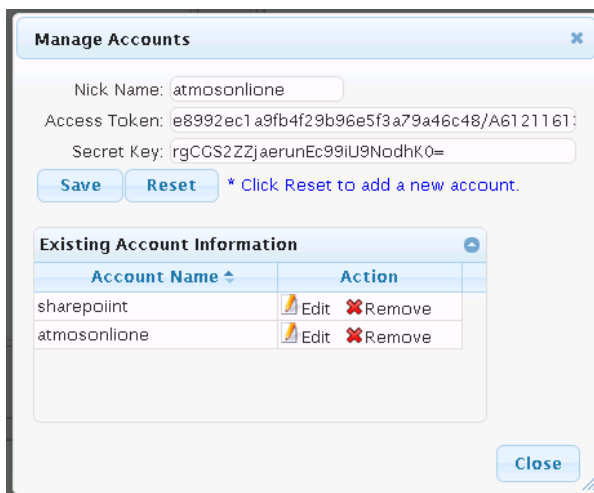 Manage Accounts
Nick Name: atmosonlione
Access Token: e8992ec1a9fb4f29b96e5f3a79a46c48/A6121161
Secret Key: rgCGS2ZZjaerunEc99iU9NodhK0=
Save Reset * Click Reset to add a new account.
Existing Account Information
Account Name Action
sharepoiint Edit Remove
atmosonlione Edit Remove
Close